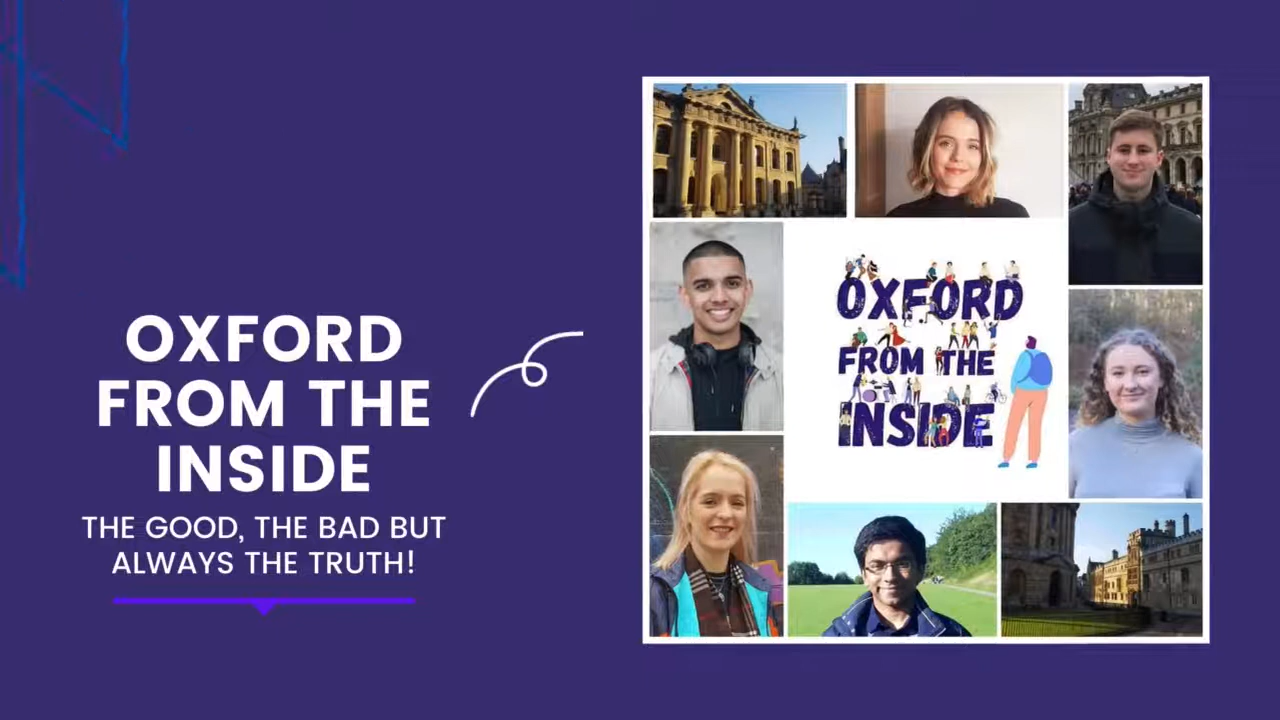 OXFORD
FROM THE
INSIDE
THE GOOD, THE BAD BUT
ALWAYS THE TRUTH!
OXFORD
FROM THE
INSIDE